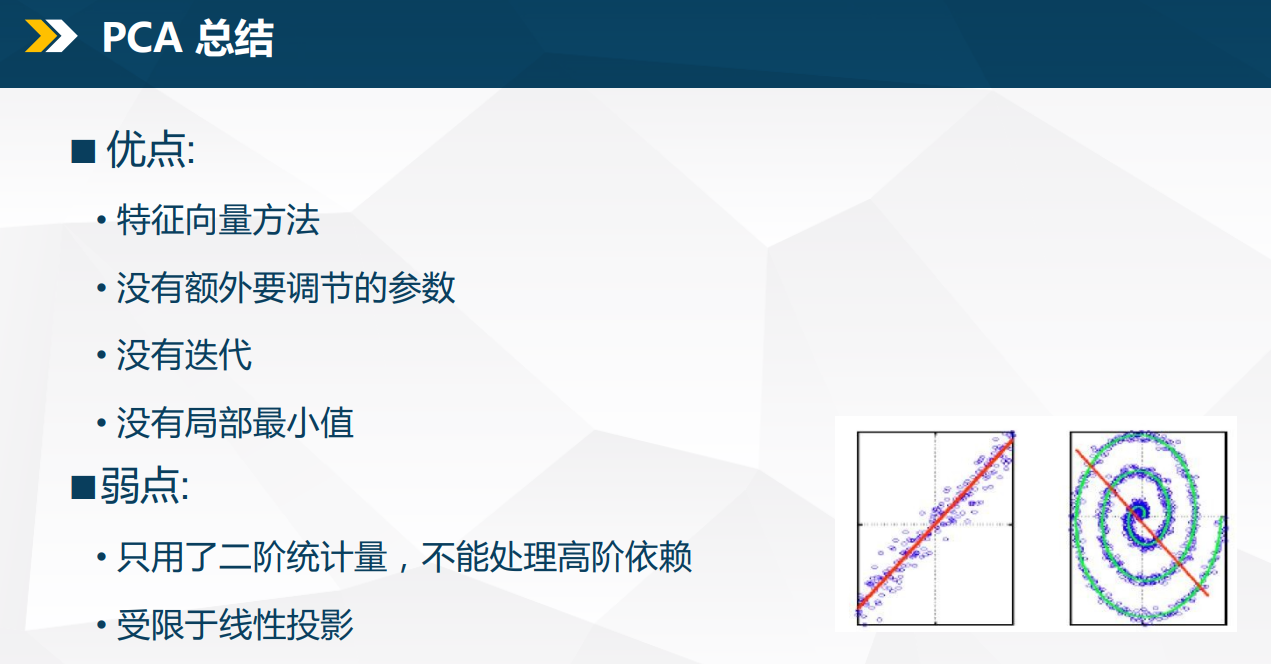 PCA 总结
■ 优点:
• 特征向量方法
• 没有额外要调节的参数
• 没有迭代
• 没有局部最小值
■弱点:
• 只用了二阶统计量，不能处理高阶依赖
• 受限于线性投影